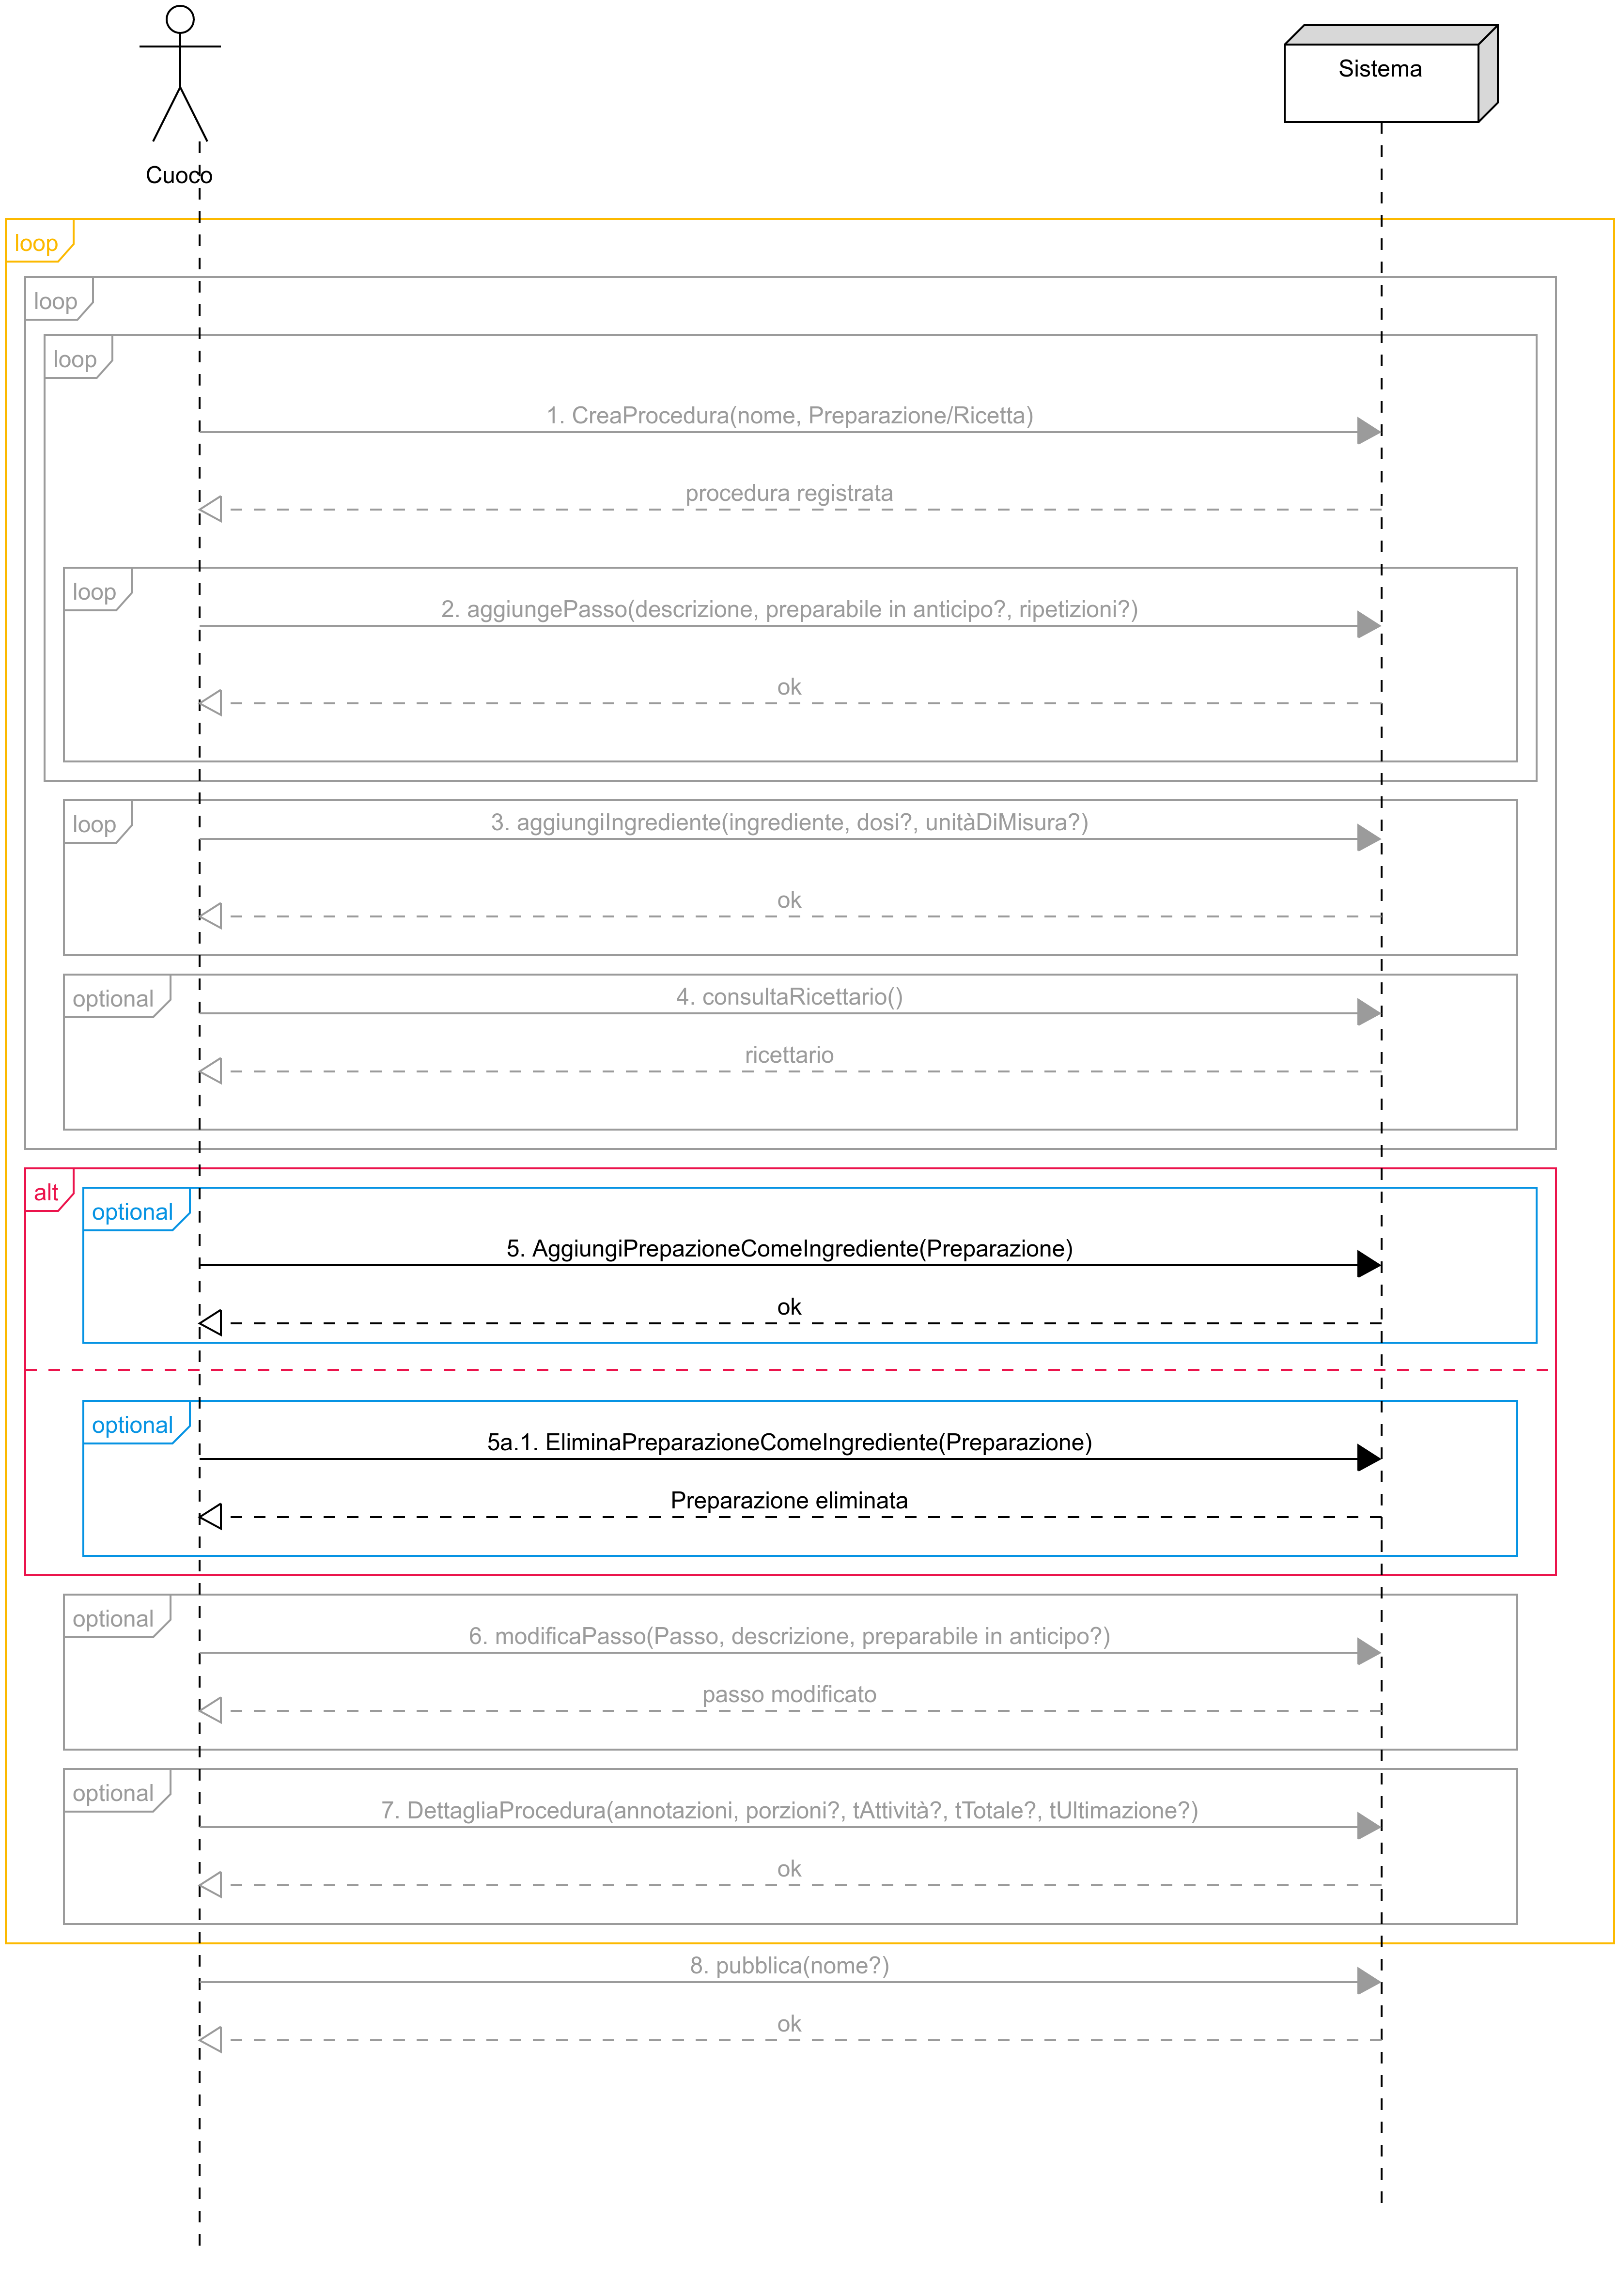 Sistema
Cuoco
loop
loop
loop
1. CreaProcedura(nome, Preparazione/Ricetta)
procedura registrata
loop
2. aggiungePasso(descrizione, preparabile in anticipo?, ripetizioni?)
ok
loop
3. aggiungiIngrediente(ingrediente, dosi?, unitàDiMisura?)
ok
optional
4. consultaRicettario()
ricettario
alt
optional
5. AggiungiPrepazioneComeIngrediente(Preparazione)
ok
optional
5a.1. EliminaPreparazioneComeIngrediente(Preparazione)
Preparazione eliminata
optional
6. modificaPasso(Passo, descrizione, preparabile in anticipo?)
passo modificato
optional
7. DettagliaProcedura(annotazioni, porzioni?, tAttività?, tTotale?, tUltimazione?)
ok
8. pubblica(nome?)
ok